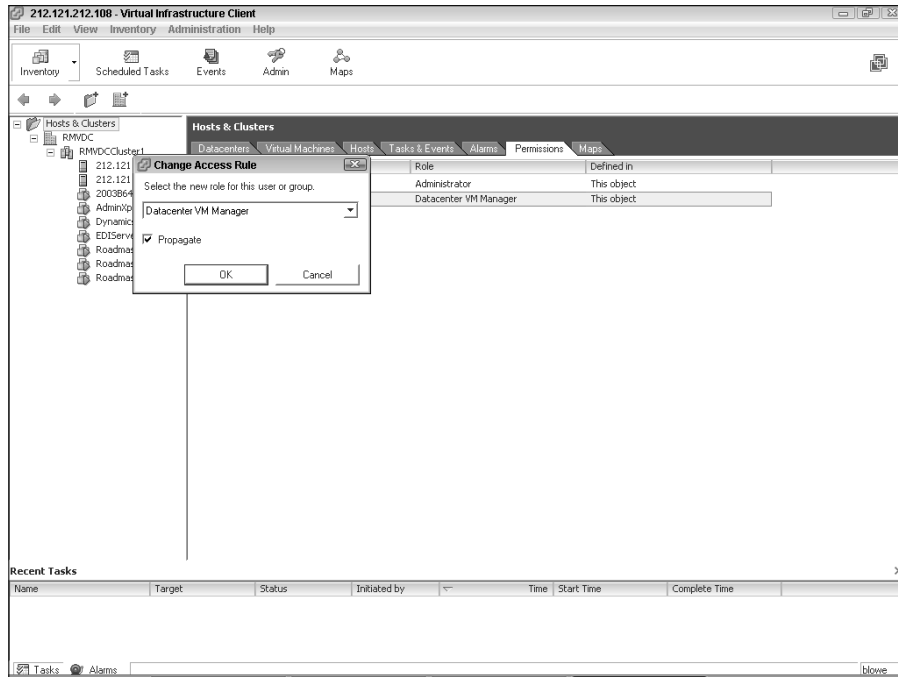 212.121.212.108 - Virtual Infrastructure Client
File Edit View Inventory Administration Help
Inventory Scheduled Tasks Events Admin Maps
Hosts & Clusters
RMVDC
RMVDCCluster1
212.121
212.121
2003B64
AdminXp
Dynamics
EDIServe
Roadmas
Roadmas
Roadmas
Hosts & Clusters
Datacenters Virtual Machines Hosts Tasks & Events Alarms Permissions Maps
Role Defined in
Administrator This object
Datacenter VM Manager This object
Change Access Rule
Select the new role for this user or group.
Datacenter VM Manager
Propagate
OK Cancel
Recent Tasks
Name Target Status Initiated by Time Start Time Complete Time
Tasks Alarms blowe